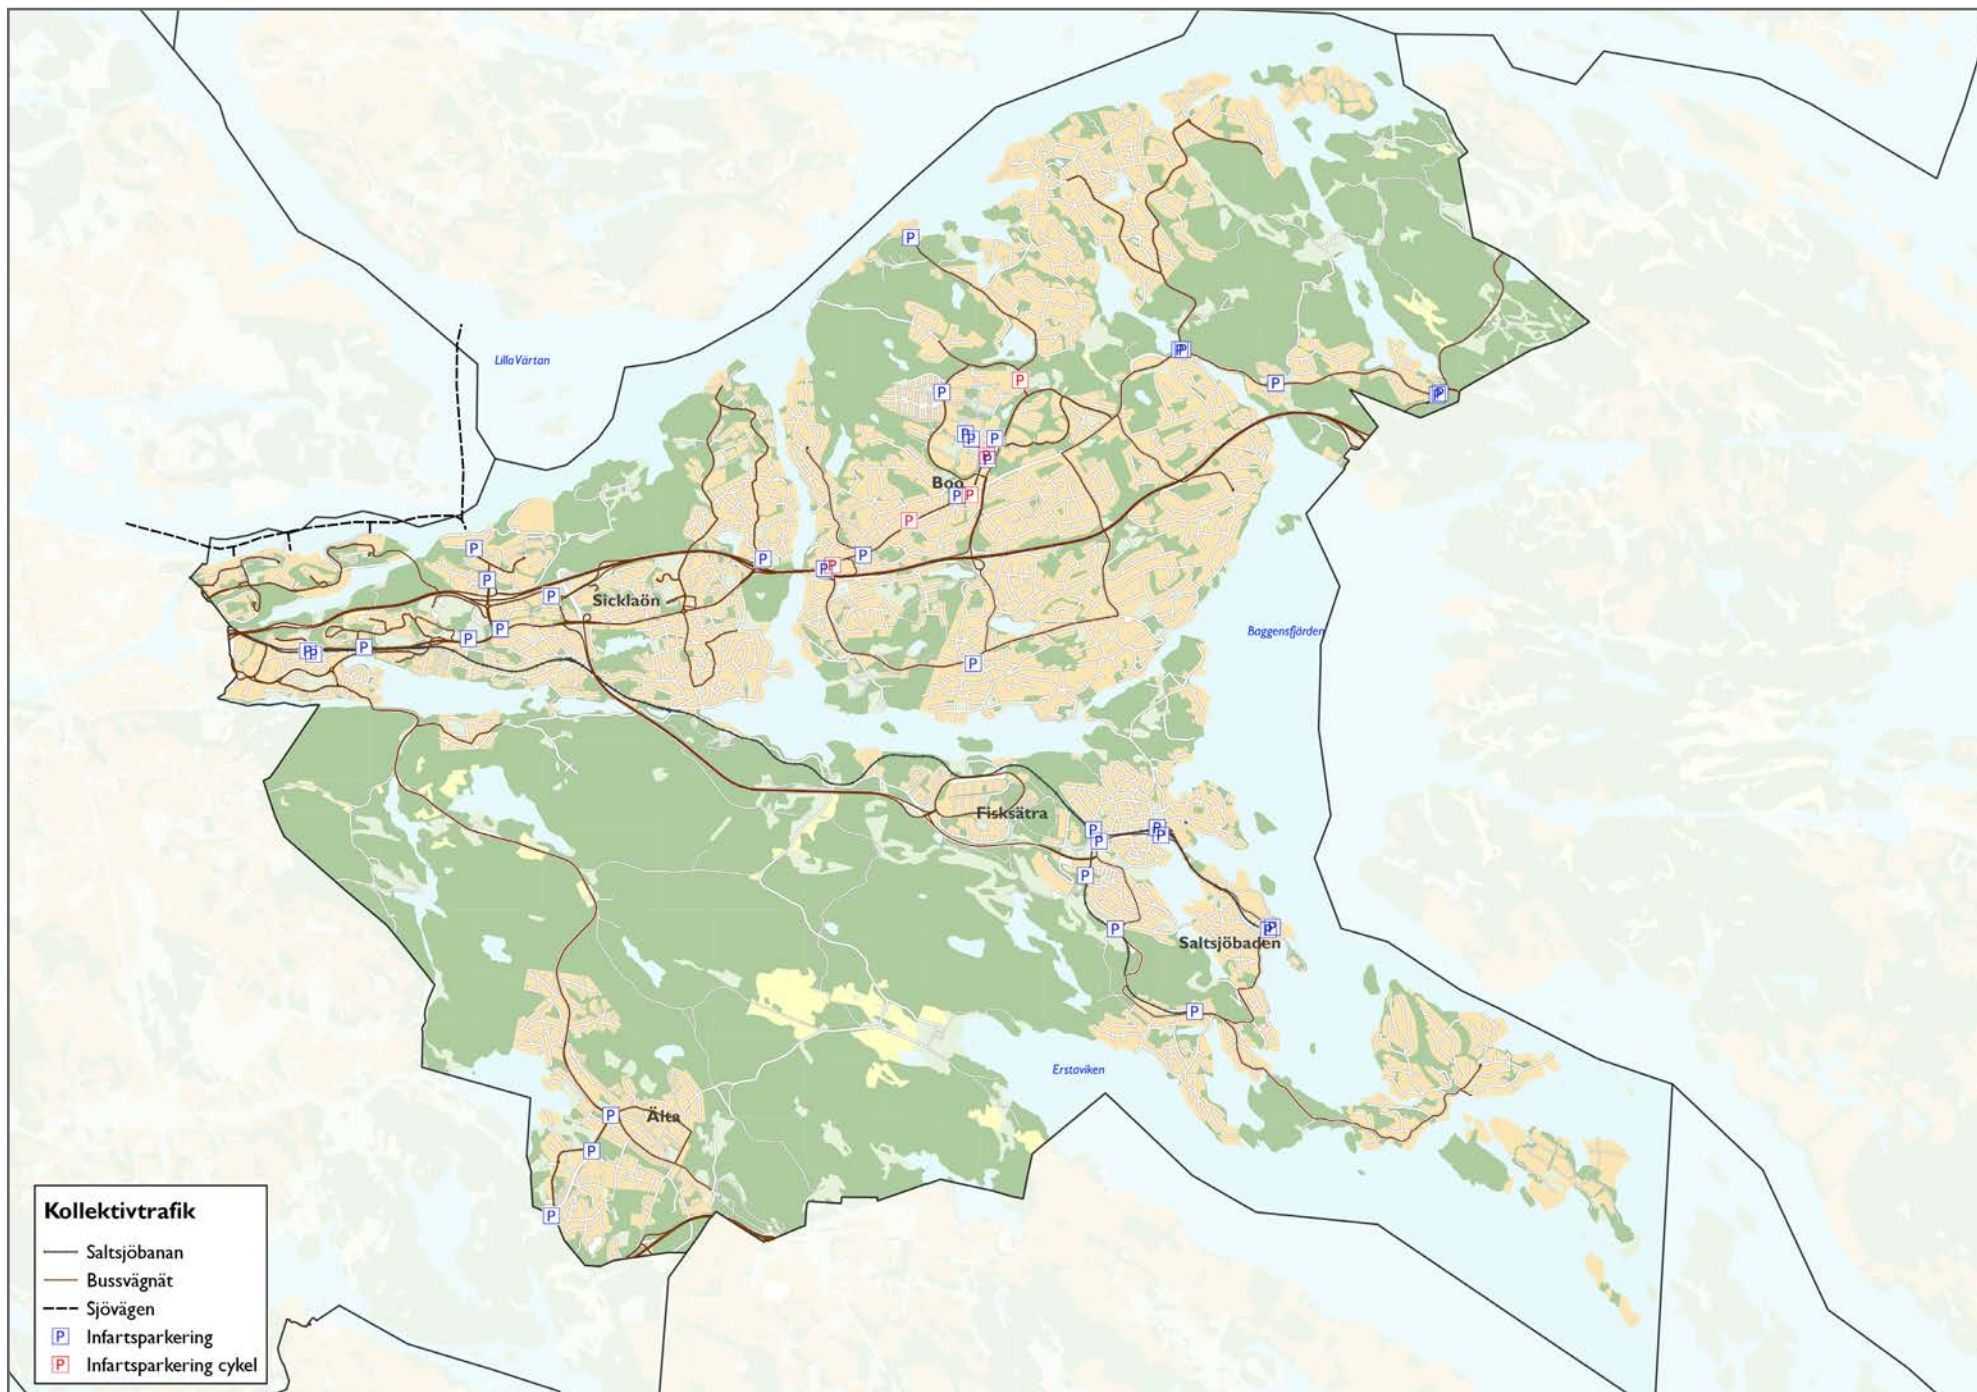 Lilla Värtan
Boo
Sicklaön
Baggensfjärden
Fisksätra
Saltsjöbaden
Erstaviken
Älta
Kollektivtrafik
Saltsjöbanan
Bussvägnät
Sjövägen
P Infartsparkering
P Infartsparkering cykel